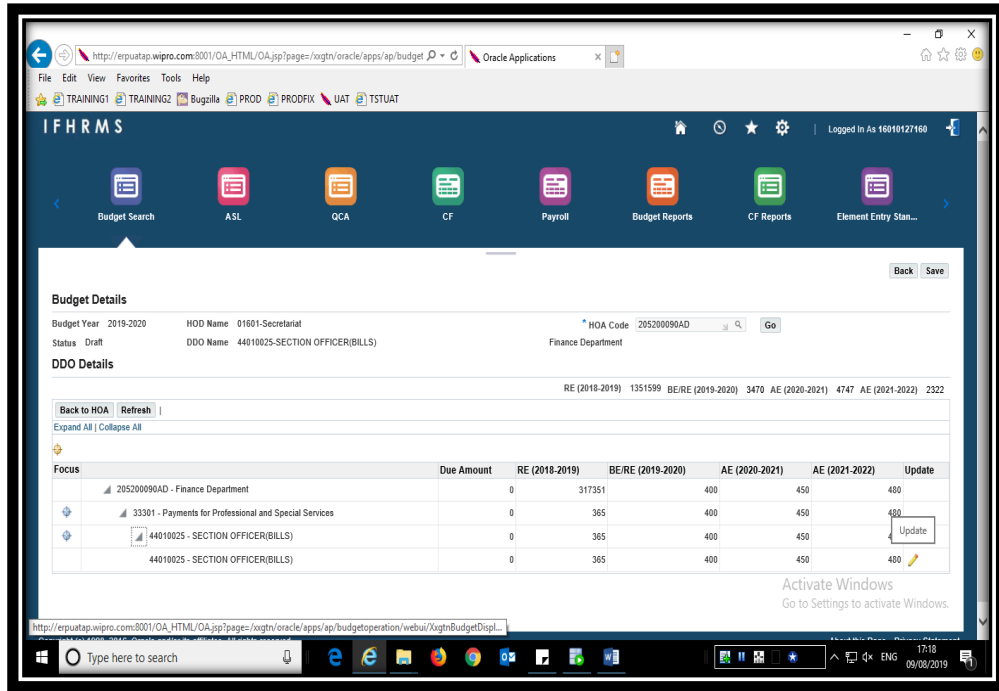 http://erpuatap.wipro.com:8001/OA_HTML/OA.jsp?page=/xxgtn/oracle/apps/ap/budget Oracle Applications
File Edit View Favorites Tools Help
TRAINING1 TRAINING2 Bugzilla PROD PRODFIX UAT TSTUAT
IFHRMS Logged In As 16010127160
Budget Search ASL QCA CF Payroll Budget Reports CF Reports Element Entry Stan...
Back Save
Budget Details
Budget Year 2019-2020 HOD Name 01601-Secretariat * HOA Code 205200090AD Go
Status Draft DDO Name 44010025-SECTION OFFICER(BILLS) Finance Department
DDO Details
RE (2018-2019) 1351599 BE/RE (2019-2020) 3470 AE (2020-2021) 4747 AE (2021-2022) 2322
Back to HOA Refresh |
Expand All | Collapse All
Focus Due Amount RE (2018-2019) BE/RE (2019-2020) AE (2020-2021) AE (2021-2022) Update
205200090AD - Finance Department 0 317351 400 450 480
33301 - Payments for Professional and Special Services 0 365 400 450 480
Update
44010025 - SECTION OFFICER(BILLS) 0 365 400 450
44010025 - SECTION OFFICER(BILLS) 0 365 400 450 480
Activate Windows
Go to Settings to activate Windows.
http://erpuatap.wipro.com:8001/OA_HTML/OA.jsp?page=/xxgtn/oracle/apps/ap/budgetoperation/webui/XxgtnBudgetDispl...
Type here to search ENG 17:18
09/08/2019